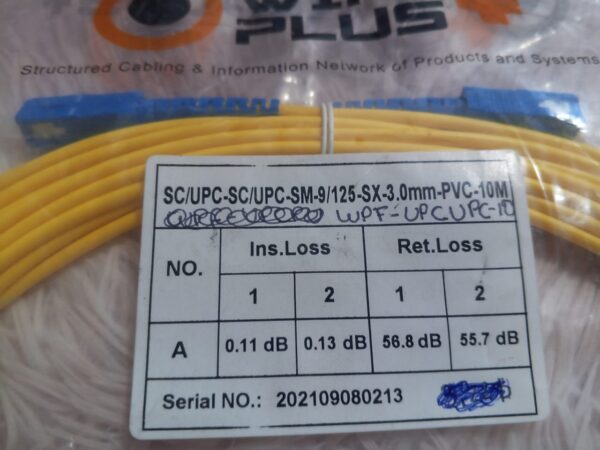 PLUS
Structured Cabling & Information Network of Products and Systems
SC/UPC-SC/UPC-SM-9/125-SX-3.0mm-PVC-10M
WPF-UPCUPC-10
NO. Ins.Loss Ret.Loss
1 2 1 2
A 0.11 dB 0.13 dB 56.8 dB 55.7 dB
Serial NO.: 202109080213